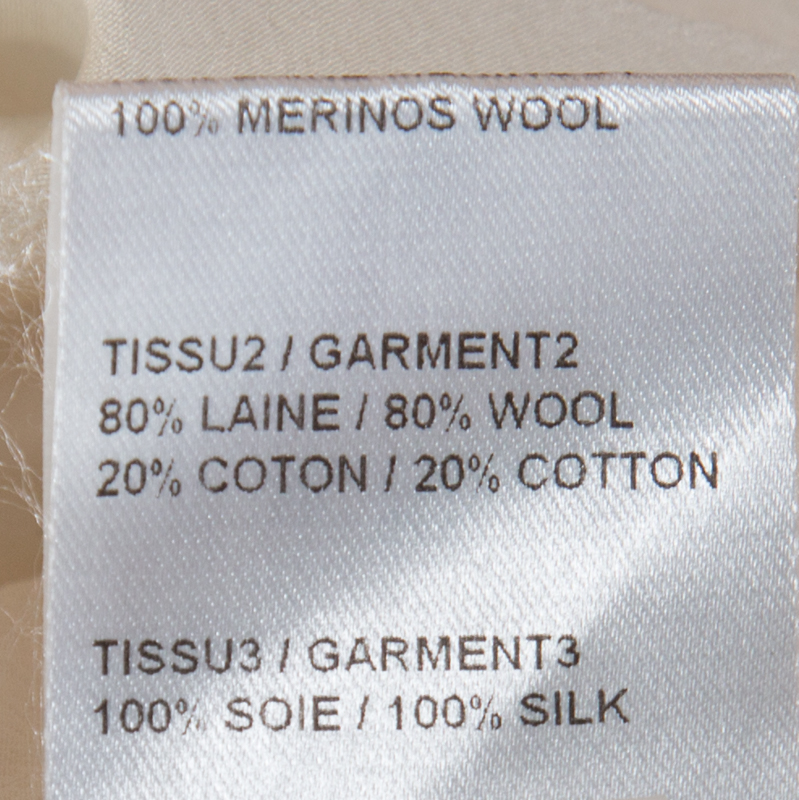 100% MERINOS WOOL
TISSU2 / GARMENT2
80% LAINE / 80% WOOL
20% COTON / 20% COTTON
TISSU3 / GARMENT3
100% SOIE / 100% SILK